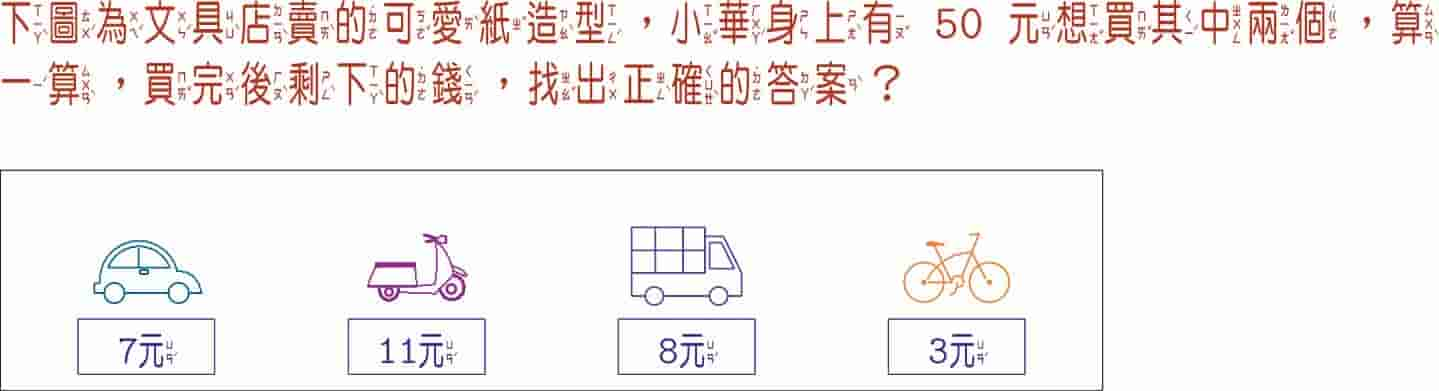 下圖為文具店賣的可愛紙造型，小華身上有 50 元想買其中兩個，算
一算，買完後剩下的錢，找出正確的答案？
7元 11元 8元 3元